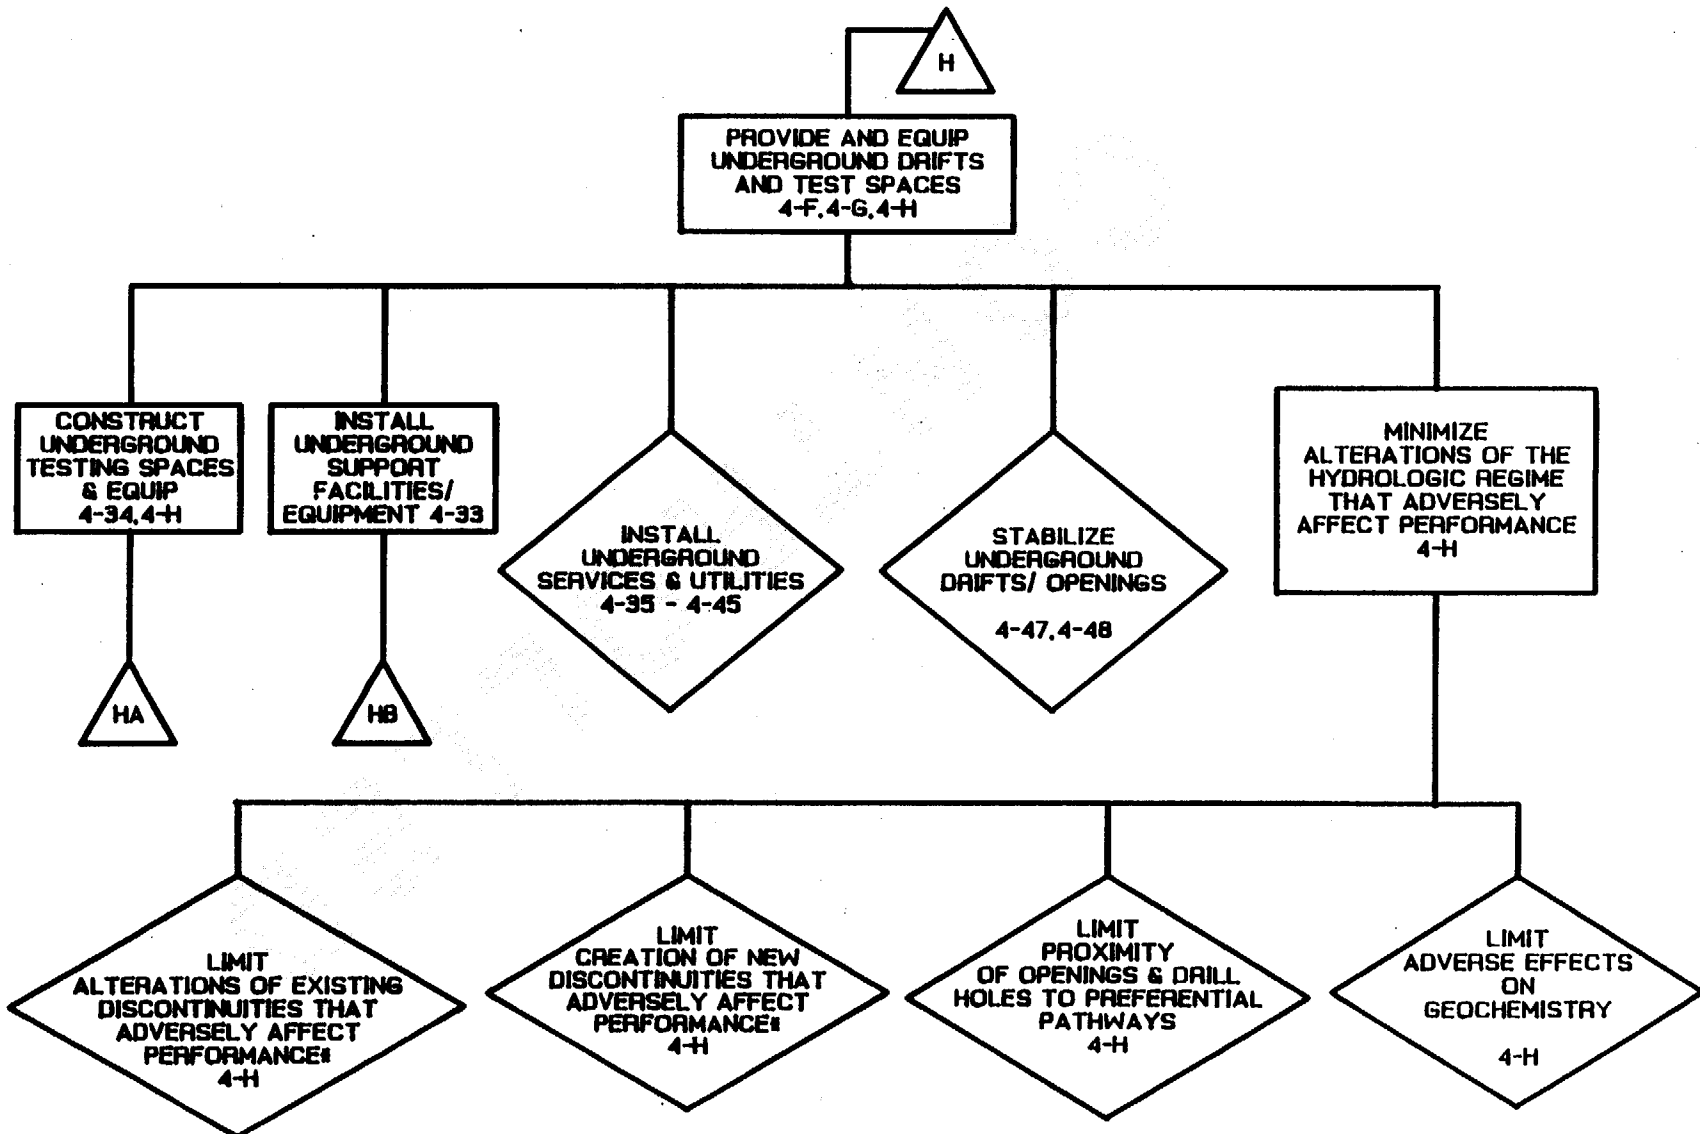 H
PROVIDE AND EQUIP
UNDERGROUND DRIFTS
AND TEST SPACES
4-F,4-G,4-H
CONSTRUCT
UNDERGROUND
TESTING SPACES
& EQUIP
4-34,4-H
INSTALL
UNDERGROUND
SUPPORT
FACILITIES/
EQUIPMENT 4-33
INSTALL
UNDERGROUND
SERVICES & UTILITIES
4-35 - 4-45
STABILIZE
UNDERGROUND
DRIFTS/ OPENINGS
4-47,4-48
MINIMIZE
ALTERATIONS OF THE
HYDROLOGIC REGIME
THAT ADVERSELY
AFFECT PERFORMANCE
4-H
HA
HB
LIMIT
ALTERATIONS OF EXISTING
DISCONTINUITIES THAT
ADVERSELY AFFECT
PERFORMANCE*
4-H
LIMIT
CREATION OF NEW
DISCONTINUITIES THAT
ADVERSELY AFFECT
PERFORMANCE*
4-H
LIMIT
PROXIMITY
OF OPENINGS & DRILL
HOLES TO PREFERENTIAL
PATHWAYS
4-H
LIMIT
ADVERSE EFFECTS
ON
GEOCHEMISTRY
4-H